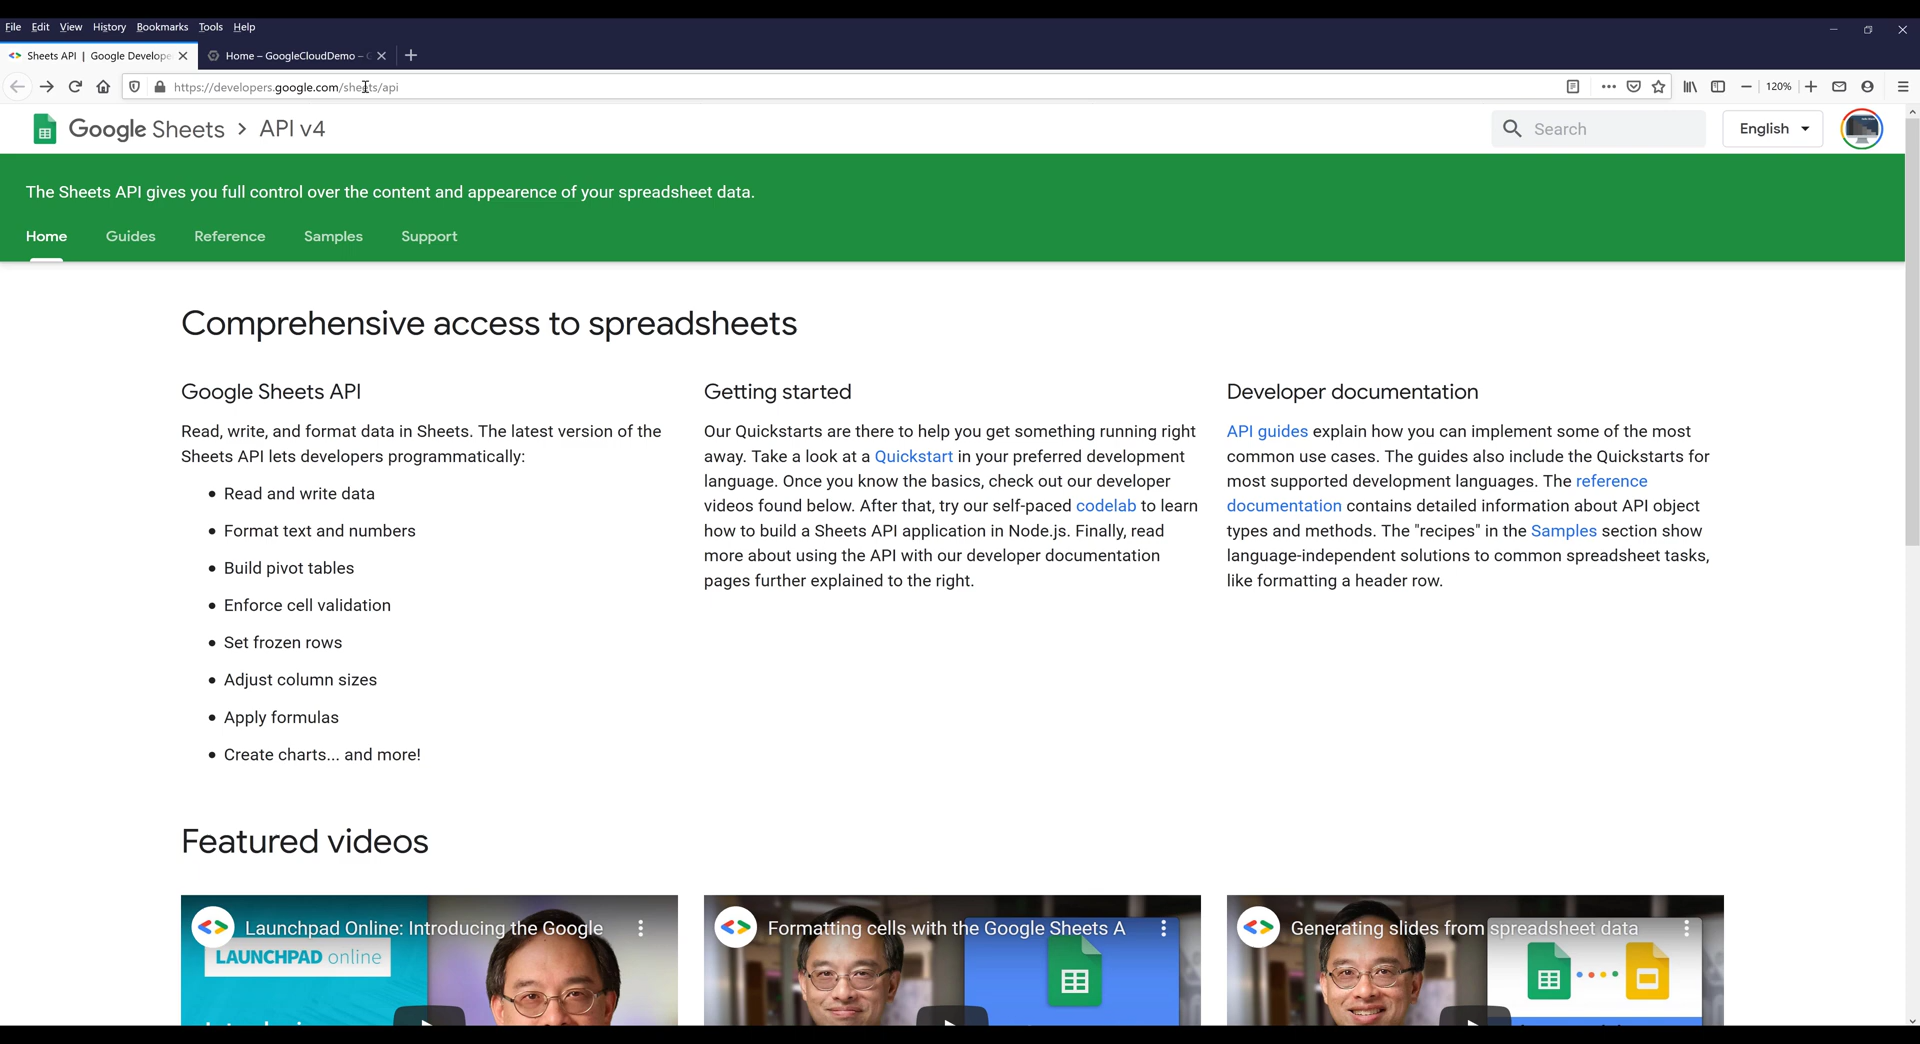 File Edit View History Bookmarks Tools Help
Sheets API | Google Develope
Home – GoogleCloudDemo –
https://developers.google.com/sheets/api
120%
Google Sheets > API v4
Search
English
The Sheets API gives you full control over the content and appearence of your spreadsheet data.
Home Guides Reference Samples Support
Comprehensive access to spreadsheets
Google Sheets API
Read, write, and format data in Sheets. The latest version of the
Sheets API lets developers programmatically:
• Read and write data
• Format text and numbers
• Build pivot tables
• Enforce cell validation
• Set frozen rows
• Adjust column sizes
• Apply formulas
• Create charts... and more!
Getting started
Our Quickstarts are there to help you get something running right
away. Take a look at a Quickstart in your preferred development
language. Once you know the basics, check out our developer
videos found below. After that, try our self-paced codelab to learn
how to build a Sheets API application in Node.js. Finally, read
more about using the API with our developer documentation
pages further explained to the right.
Developer documentation
API guides explain how you can implement some of the most
common use cases. The guides also include the Quickstarts for
most supported development languages. The reference
documentation contains detailed information about API object
types and methods. The "recipes" in the Samples section show
language-independent solutions to common spreadsheet tasks,
like formatting a header row.
Featured videos
Launchpad Online: Introducing the Google
LAUNCHPAD online
Formatting cells with the Google Sheets A
Generating slides from spreadsheet data